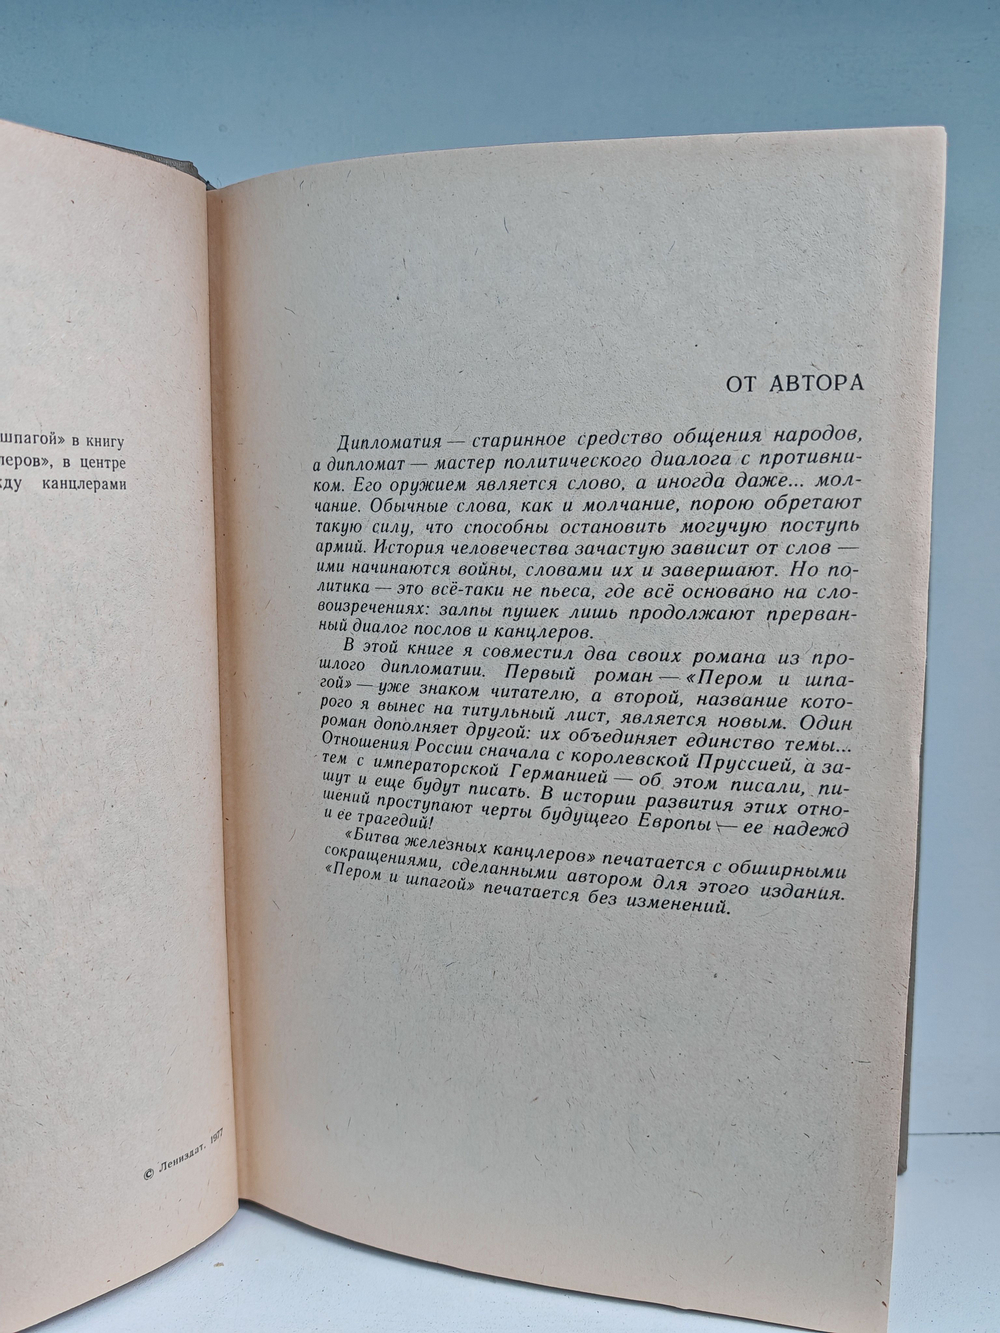 шпагой» в книгу
леров», в центре
жду канцлерами
© Лениздат, 1977
ОТ АВТОРА
Дипломатия — старинное средство общения народов,
а дипломат — мастер политического диалога с противни-
ком. Его оружием является слово, а иногда даже... мол-
чание. Обычные слова, как и молчание, порою обретают
такую силу, что способны остановить могучую поступь
армий. История человечества зачастую зависит от слов —
ими начинаются войны, словами их и завершают. Но по-
литика — это всё-таки не пьеса, где всё основано на сло-
воизречениях: залпы пушек лишь продолжают прерван-
ный диалог послов и канцлеров.
В этой книге я совместил два своих романа из про-
шлого дипломатии. Первый роман — «Пером и шпа-
гой» — уже знаком читателю, а второй, название кото-
рого я вынес на титульный лист, является новым. Один
роман дополняет другой: их объединяет единство темы...
Отношения России сначала с королевской Пруссией, а за-
тем с императорской Германией — об этом писали, пи-
шут и еще будут писать. В истории развития этих отно-
шений проступают черты будущего Европы — ее надежд
и ее трагедий!
«Битва железных канцлеров» печатается с обширными
сокращениями, сделанными автором для этого издания.
«Пером и шпагой» печатается без изменений.